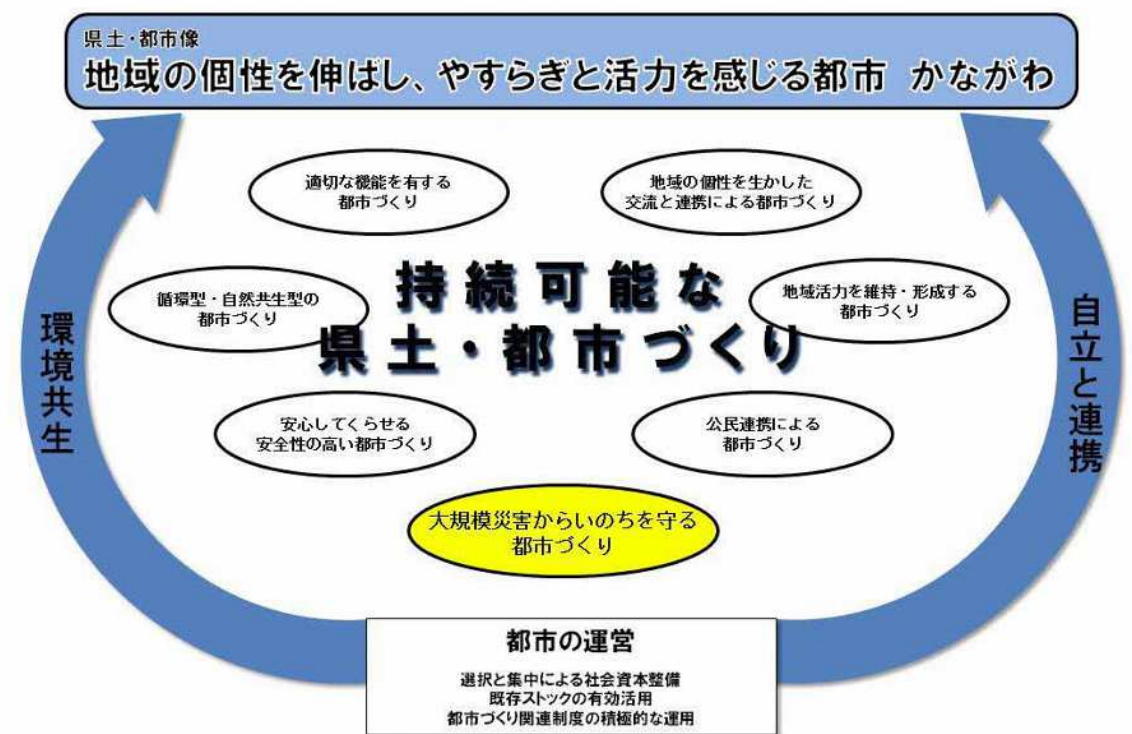 県土・都市像
地域の個性を伸ばし、やすらぎと活力を感じる都市 かながわ
適切な機能を有する
都市づくり
地域の個性を生かした
交流と連携による都市づくり
循環型・自然共生型の
都市づくり
持続可能な
県土・都市づくり
地域活力を維持・形成する
都市づくり
環境共生
自立と連携
安心してくらせる
安全性の高い都市づくり
公民連携による
都市づくり
大規模災害からいのちを守る
都市づくり
都市の運営
選択と集中による社会資本整備
既存ストックの有効活用
都市づくり関連制度の積極的な運用